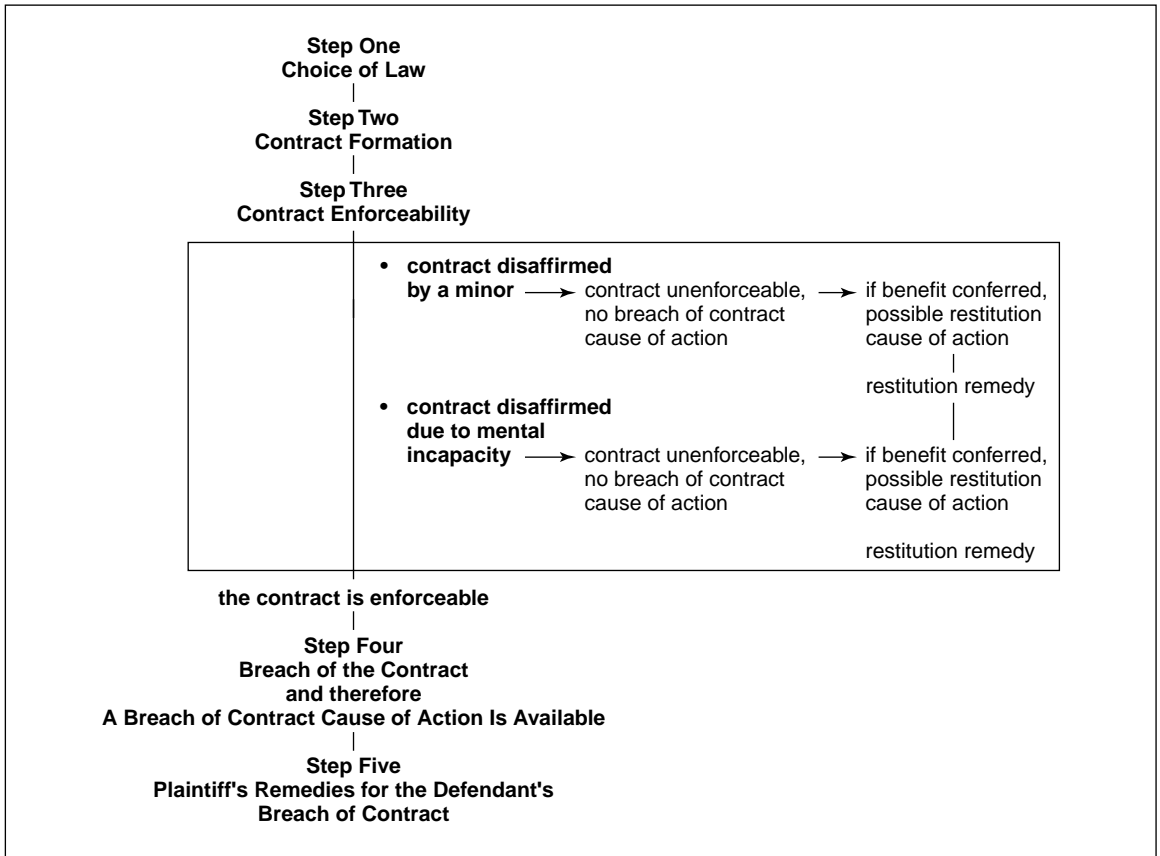 Step One
Choice of Law
Step Two
Contract Formation
Step Three
Contract Enforceability
• contract disaffirmed
by a minor → contract unenforceable, → if benefit conferred,
no breach of contract possible restitution
cause of action cause of action
restitution remedy
• contract disaffirmed
due to mental
incapacity → contract unenforceable, → if benefit conferred,
no breach of contract possible restitution
cause of action cause of action
restitution remedy
the contract is enforceable
Step Four
Breach of the Contract
and therefore
A Breach of Contract Cause of Action Is Available
Step Five
Plaintiff's Remedies for the Defendant's
Breach of Contract